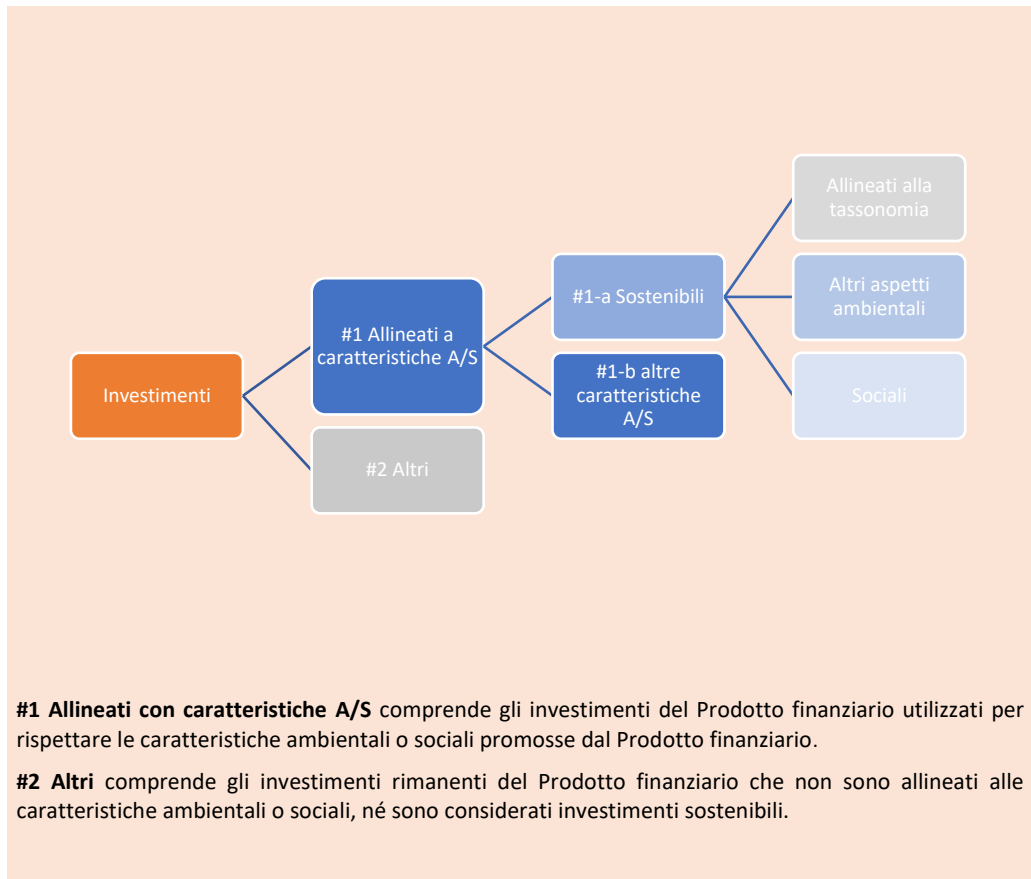 Allineati alla
tassonomia
#1-a Sostenibili
Altri aspetti
ambientali
#1 Allineati a
caratteristiche A/S
Investimenti
#1-b altre
caratteristiche
A/S
Sociali
#2 Altri
#1 Allineati con caratteristiche A/S comprende gli investimenti del Prodotto finanziario utilizzati per
rispettare le caratteristiche ambientali o sociali promosse dal Prodotto finanziario.
#2 Altri comprende gli investimenti rimanenti del Prodotto finanziario che non sono allineati alle
caratteristiche ambientali o sociali, né sono considerati investimenti sostenibili.